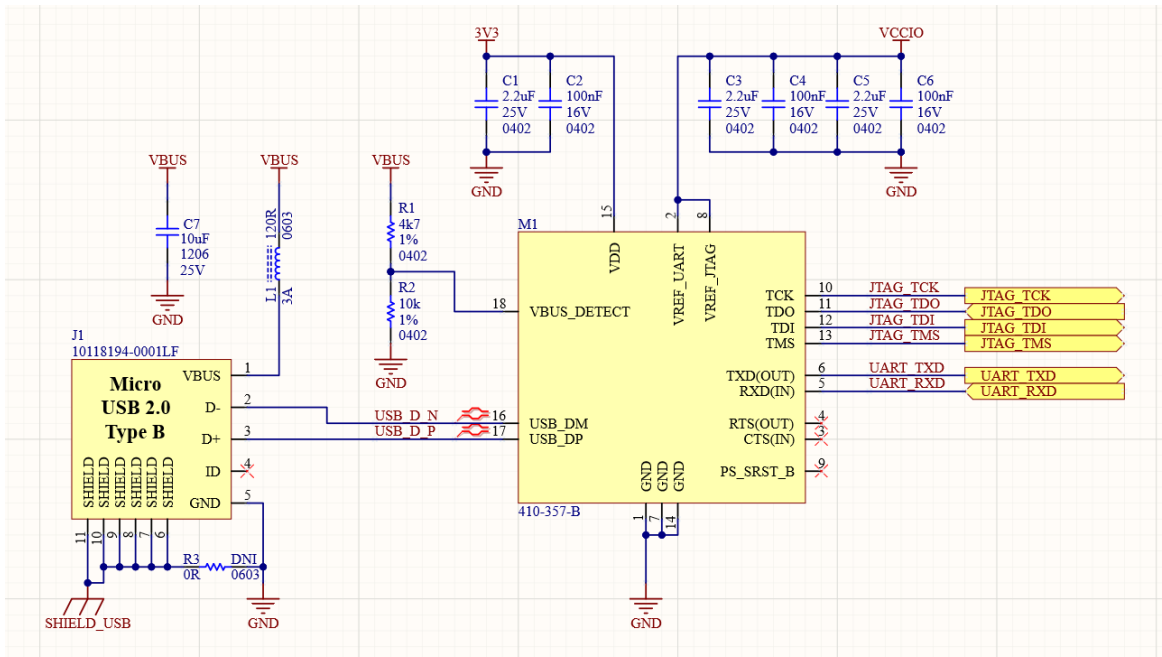 3V3
C1
2.2uF
25V
0402
C2
100nF
16V
0402
GND
VCCIO
C3
2.2uF
25V
0402
C4
100nF
16V
0402
C5
2.2uF
25V
0402
C6
100nF
16V
0402
GND
VBUS
C7
10uF
1206
25V
GND
VBUS
120R
0603
L1
3A
VBUS
R1
4k7
1%
0402
R2
10k
1%
0402
GND
J1
10118194-0001LF
Micro
USB 2.0
Type B
VBUS 1
D- 2
D+ 3
ID 4
GND 5
SHIELD
SHIELD
SHIELD
SHIELD
SHIELD
SHIELD
11
10
9
8
7
6
R3
0R
DNI
0603
SHIELD_USB
GND
USB_D_N
USB_D_P
M1
15 VDD
2 VREF_UART
8 VREF_JTAG
18 VBUS_DETECT
16 USB_DM
17 USB_DP
TCK 10 JTAG_TCK JTAG_TCK
TDO 11 JTAG_TDO JTAG_TDO
TDI 12 JTAG_TDI JTAG_TDI
TMS 13 JTAG_TMS JTAG_TMS
TXD(OUT) 6 UART_TXD UART_TXD
RXD(IN) 5 UART_RXD UART_RXD
RTS(OUT) 4
CTS(IN) 3
PS_SRST_B 9
GND
GND
GND
1
7
14
410-357-B
GND